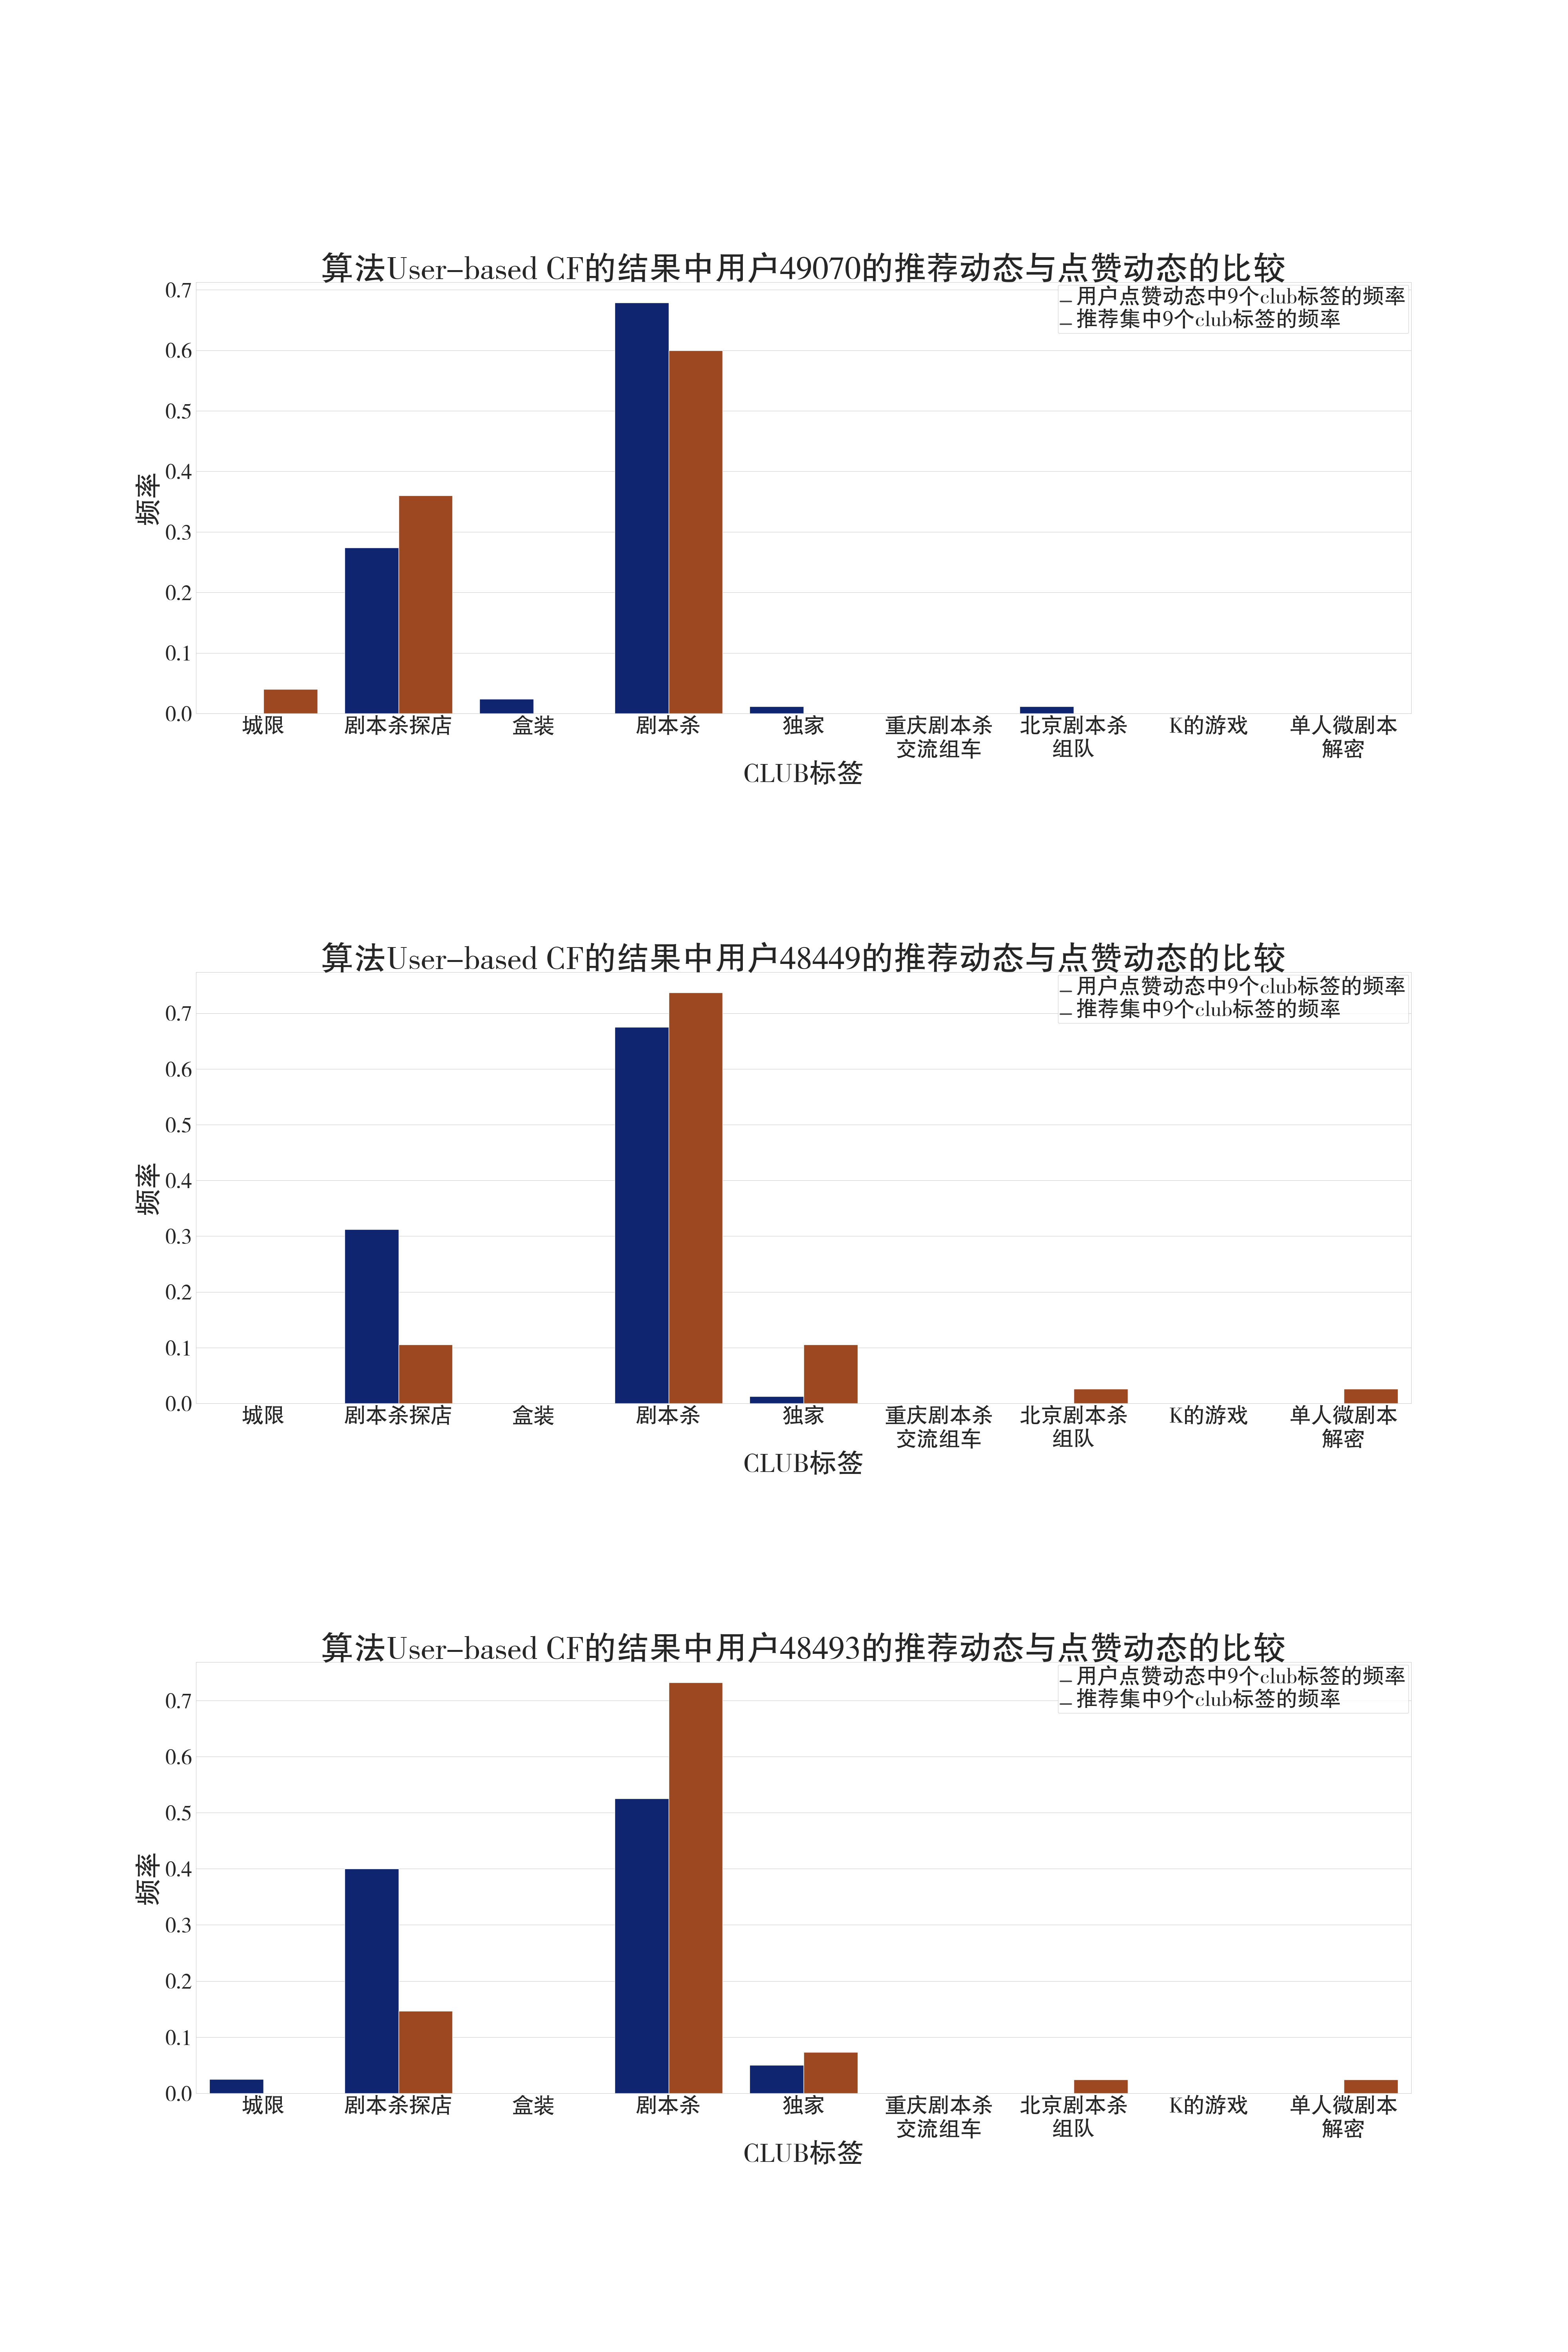 算法User-based CF的结果中用户49070的推荐动态与点赞动态的比较
用户点赞动态中9个club标签的频率
推荐集中9个club标签的频率
0.7
0.6
0.5
0.4
0.3
0.2
0.1
0.0
频率
城限 剧本杀探店 盒装 剧本杀 独家 重庆剧本杀 北京剧本杀 K的游戏 单人微剧本
交流组车 组队 解密
CLUB标签
算法User-based CF的结果中用户48449的推荐动态与点赞动态的比较
用户点赞动态中9个club标签的频率
推荐集中9个club标签的频率
0.7
0.6
0.5
0.4
0.3
0.2
0.1
0.0
频率
城限 剧本杀探店 盒装 剧本杀 独家 重庆剧本杀 北京剧本杀 K的游戏 单人微剧本
交流组车 组队 解密
CLUB标签
算法User-based CF的结果中用户48493的推荐动态与点赞动态的比较
用户点赞动态中9个club标签的频率
推荐集中9个club标签的频率
0.7
0.6
0.5
0.4
0.3
0.2
0.1
0.0
频率
城限 剧本杀探店 盒装 剧本杀 独家 重庆剧本杀 北京剧本杀 K的游戏 单人微剧本
交流组车 组队 解密
CLUB标签